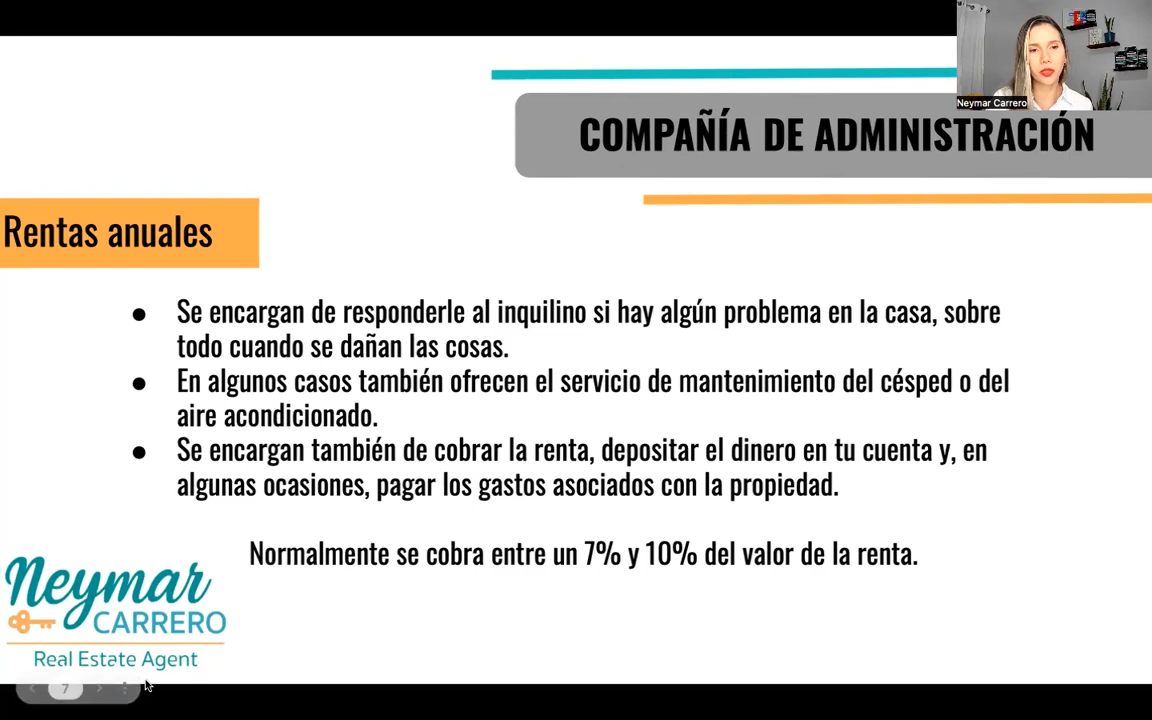 Neymar Carrero
COMPAÑÍA DE ADMINISTRACIÓN
Rentas anuales
● Se encargan de responderle al inquilino si hay algún problema en la casa, sobre
todo cuando se dañan las cosas.
● En algunos casos también ofrecen el servicio de mantenimiento del césped o del
aire acondicionado.
● Se encargan también de cobrar la renta, depositar el dinero en tu cuenta y, en
algunas ocasiones, pagar los gastos asociados con la propiedad.
Normalmente se cobra entre un 7% y 10% del valor de la renta.
Neymar
CARRERO
Real Estate Agent
7